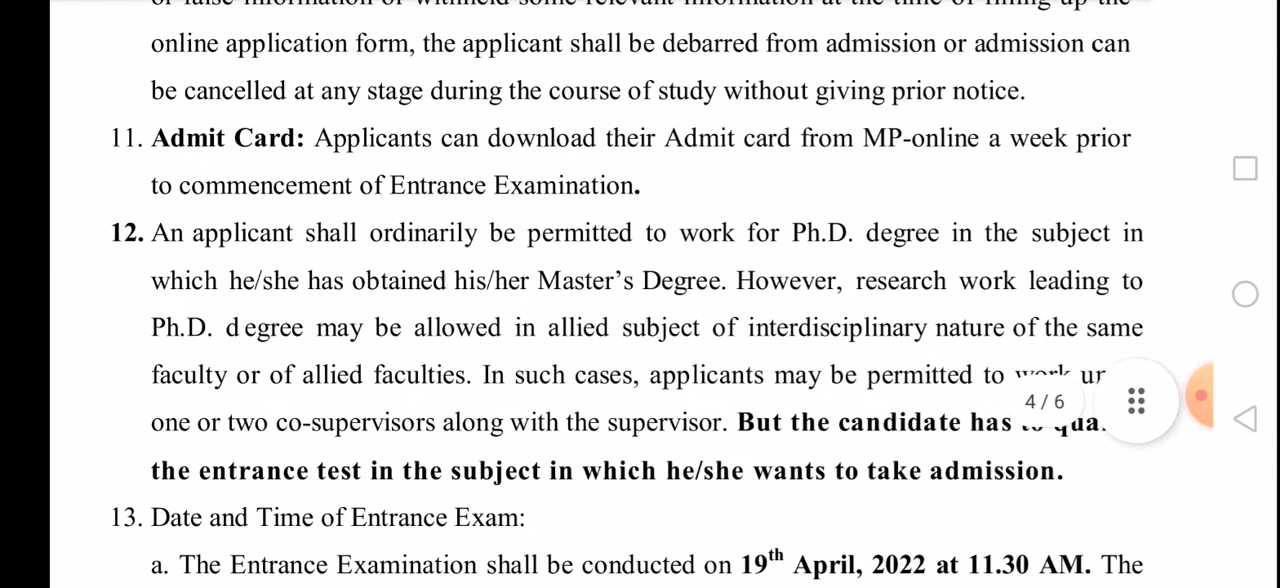 online application form, the applicant shall be debarred from admission or admission can
be cancelled at any stage during the course of study without giving prior notice.
11. Admit Card: Applicants can download their Admit card from MP-online a week prior
to commencement of Entrance Examination.
12. An applicant shall ordinarily be permitted to work for Ph.D. degree in the subject in
which he/she has obtained his/her Master's Degree. However, research work leading to
Ph.D. d egree may be allowed in allied subject of interdisciplinary nature of the same
faculty or of allied faculties. In such cases, applicants may be permitted to work
4 / 6
one or two co-supervisors along with the supervisor. But the candidate has
the entrance test in the subject in which he/she wants to take admission.
13. Date and Time of Entrance Exam:
a. The Entrance Examination shall be conducted on 19th April, 2022 at 11.30 AM. The